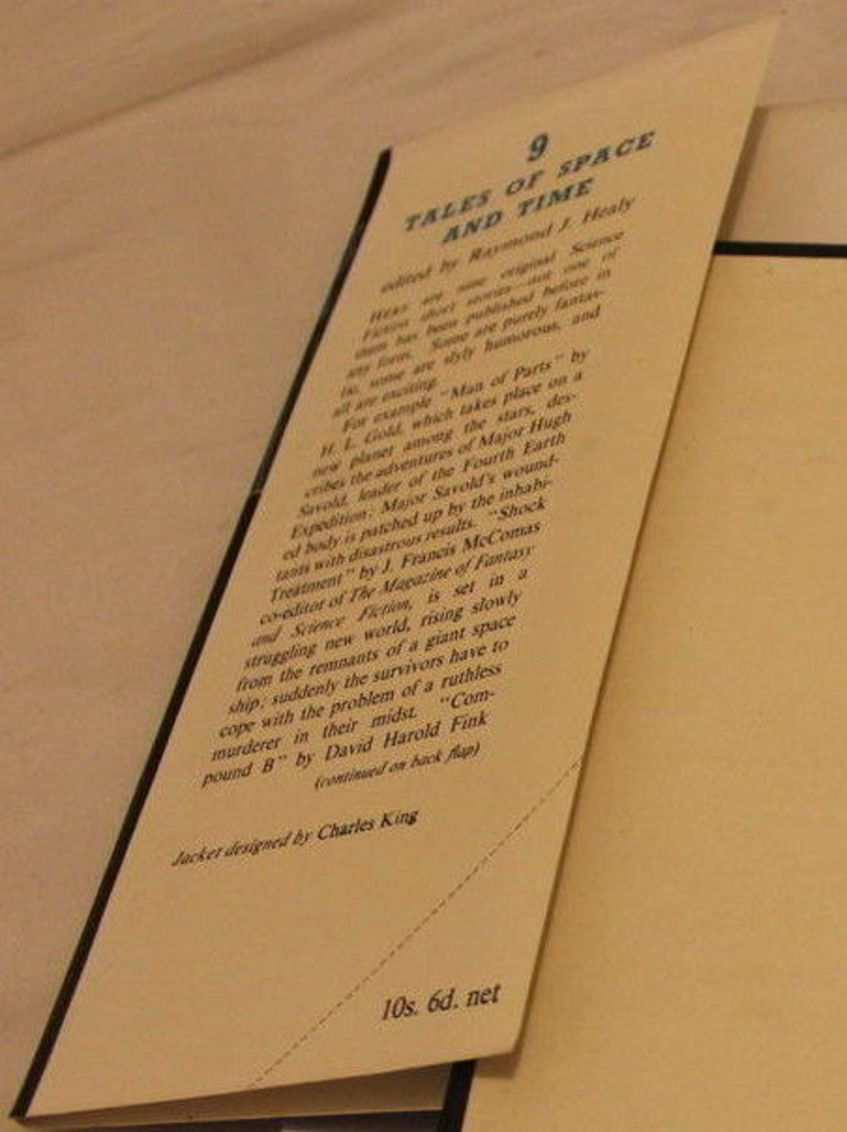 9
TALES OF SPACE
AND TIME
edited by Raymond J. Healy
HERE are nine original Science
Fiction short stories—not one of
them has been published before in
any form. Some are purely fantas-
tic, some are slyly humorous, and
all are exciting.
For example "Man of Parts" by
H. L. Gold, which takes place on a
new planet among the stars, des-
cribes the adventures of Major Hugh
Savold, leader of the Fourth Earth
Expedition. Major Savold's wound-
ed body is patched up by the inhabi-
tants with disastrous results. "Shock
Treatment" by J. Francis McComas
co-editor of The Magazine of Fantasy
and Science Fiction, is set in a
struggling new world, rising slowly
from the remnants of a giant space
ship; suddenly the survivors have to
cope with the problem of a ruthless
murderer in their midst. "Com-
pound B" by David Harold Fink
(continued on back flap)
Jacket designed by Charles King
10s. 6d. net